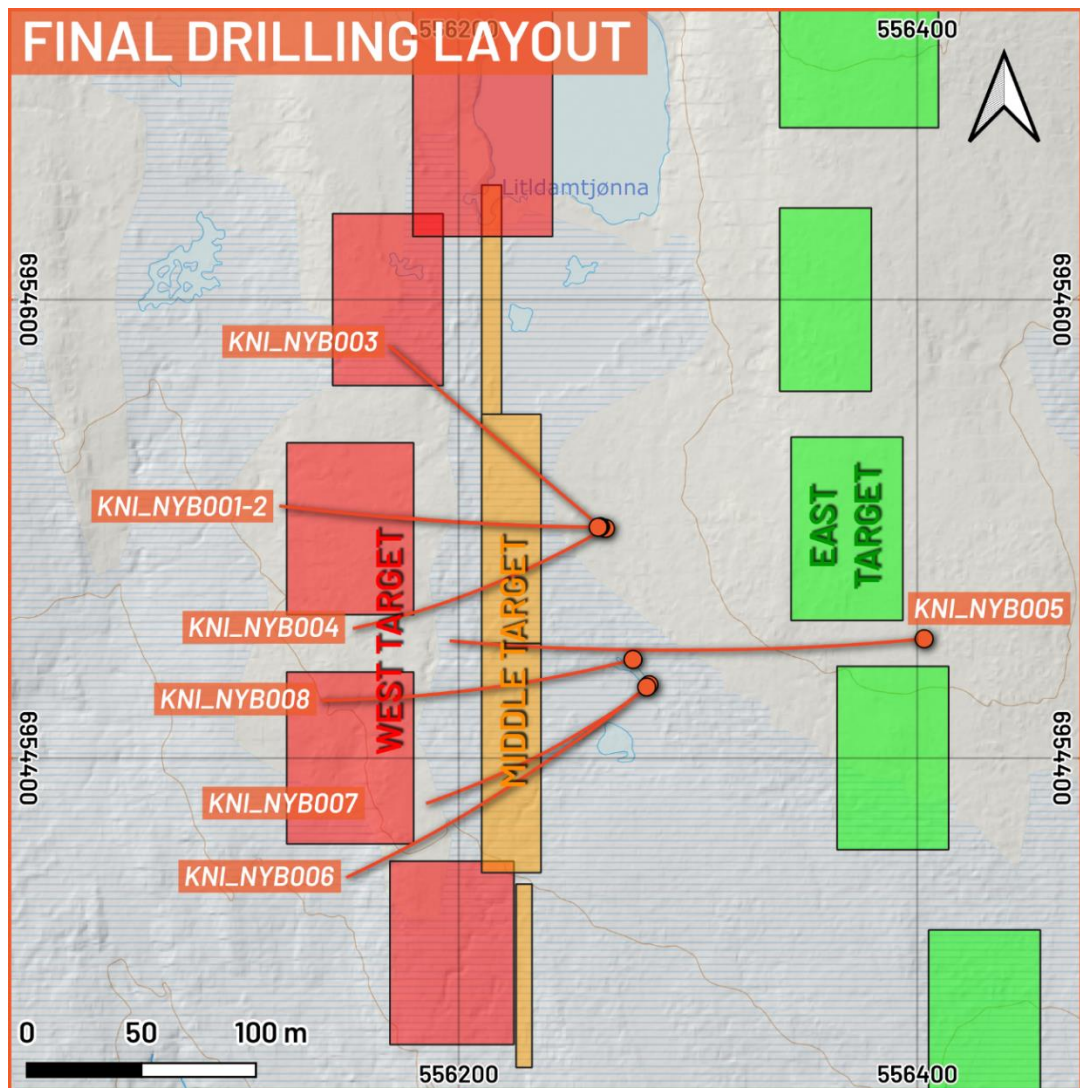 FINAL DRILLING LAYOUT
556200
556400
Litldamtjønna
6954600
6954600
KNI_NYB003
KNI_NYB001-2
EAST
TARGET
WEST TARGET
MIDDLE TARGET
KNI_NYB004
KNI_NYB005
KNI_NYB008
6954400
6954400
KNI_NYB007
KNI_NYB006
0 50 100 m
556200
556400